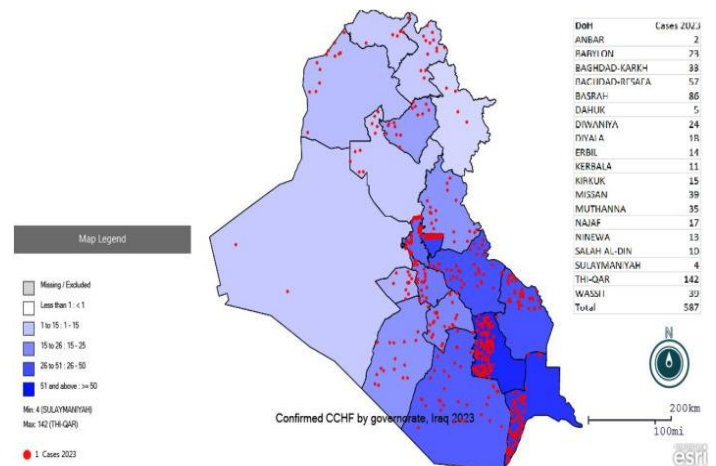 DoH Cases 2023
ANBAR 2
BABYLON 23
BAGHDAD-KARKH 33
BAGHDAD-RESAFA 57
BASRAH 86
DAHUK 5
DIWANIYA 24
DIYALA 18
ERBIL 14
KERBALA 11
KIRKUK 15
MISSAN 39
MUTHANNA 35
NAJAF 17
NINEWA 13
SALAH AL-DIN 10
SULAYMANIYAH 4
THI-QAR 142
WASSIT 39
Total 587
Map Legend
Missing / Excluded
Less than 1 : < 1
1 to 15 : 1 - 15
15 to 26 : 15 - 25
26 to 51 : 26 - 50
51 and above : >= 50
Min: 4 (SULAYMANIYAH)
Max: 142 (THI-QAR)
1 Cases 2023
Confirmed CCHF by governorate, Iraq 2023
N
200km
100mi
esri